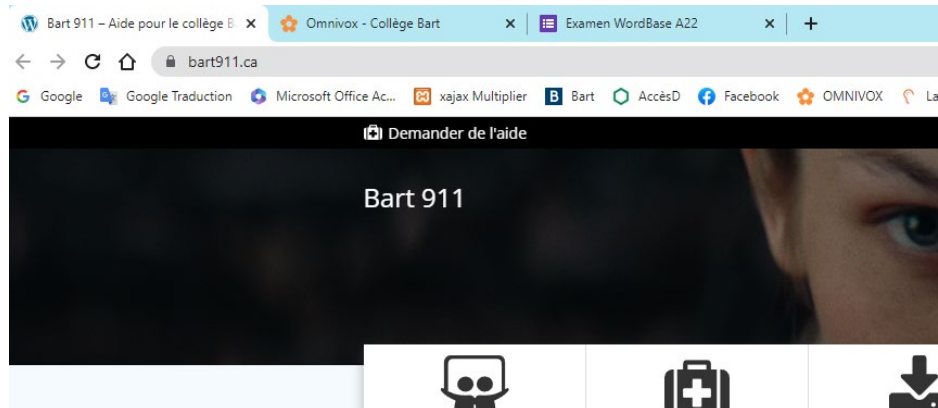 Bart 911 – Aide pour le collège B
Omnivox - Collège Bart
Examen WordBase A22
bart911.ca
Google
Google Traduction
Microsoft Office Ac...
xajax Multiplier
B Bart
AccèsD
Facebook
OMNIVOX
La
Demander de l'aide
Bart 911